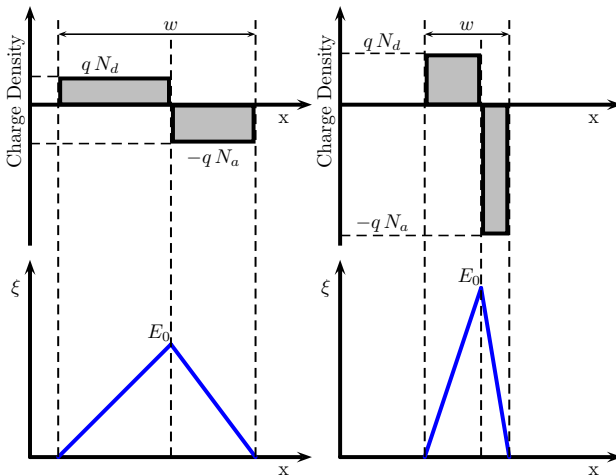 w
q N_d
Charge Density
x
−q N_a
ξ
E_0
x
w
q N_d
Charge Density
x
−q N_a
ξ
E_0
x